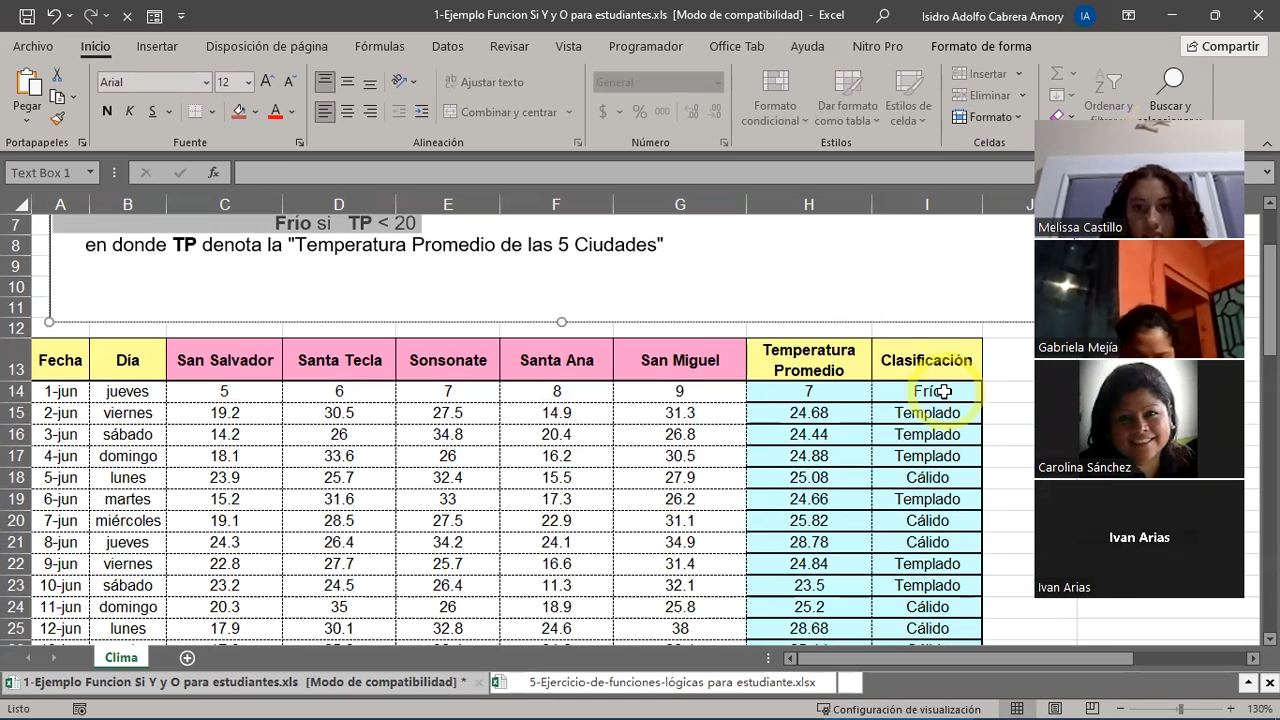 1-Ejemplo Funcion Si Y y O para estudiantes.xls [Modo de compatibilidad] - Excel
Isidro Adolfo Cabrera Amory
IA
Archivo Inicio Insertar Disposición de página Fórmulas Datos Revisar Vista Programador Office Tab Ayuda Nitro Pro Formato de forma Compartir
Pegar
Arial 12
N K S
Ajustar texto
Combinar y centrar
General
$ % 000
Formato condicional
Dar formato como tabla
Estilos de celda
Insertar
Eliminar
Formato
Ordenar y
Buscar y
Portapapeles Fuente Alineación Número Estilos Celdas
Text Box 1
fx
A B C D E F G H I J
7 Frío si TP < 20
8 en donde TP denota la "Temperatura Promedio de las 5 Ciudades"
9
10
11
12
13 Fecha Día San Salvador Santa Tecla Sonsonate Santa Ana San Miguel Temperatura Promedio Clasificación
14 1-jun jueves 5 6 7 8 9 7 Frío
15 2-jun viernes 19.2 30.5 27.5 14.9 31.3 24.68 Templado
16 3-jun sábado 14.2 26 34.8 20.4 26.8 24.44 Templado
17 4-jun domingo 18.1 33.6 26 16.2 30.5 24.88 Templado
18 5-jun lunes 23.9 25.7 32.4 15.5 27.9 25.08 Cálido
19 6-jun martes 15.2 31.6 33 17.3 26.2 24.66 Templado
20 7-jun miércoles 19.1 28.5 27.5 22.9 31.1 25.82 Cálido
21 8-jun jueves 24.3 26.4 34.2 24.1 34.9 28.78 Cálido
22 9-jun viernes 22.8 27.7 25.7 16.6 31.4 24.84 Templado
23 10-jun sábado 23.2 24.5 26.4 11.3 32.1 23.5 Templado
24 11-jun domingo 20.3 35 26 18.9 25.8 25.2 Cálido
25 12-jun lunes 17.9 30.1 32.8 24.6 38 28.68 Cálido
Melissa Castillo
Gabriela Mejía
Carolina Sánchez
Ivan Arias
Ivan Arias
Clima
1-Ejemplo Funcion Si Y y O para estudiantes.xls [Modo de compatibilidad] *
5-Ejercicio-de-funciones-lógicas para estudiante.xlsx
Listo
Configuración de visualización
130%